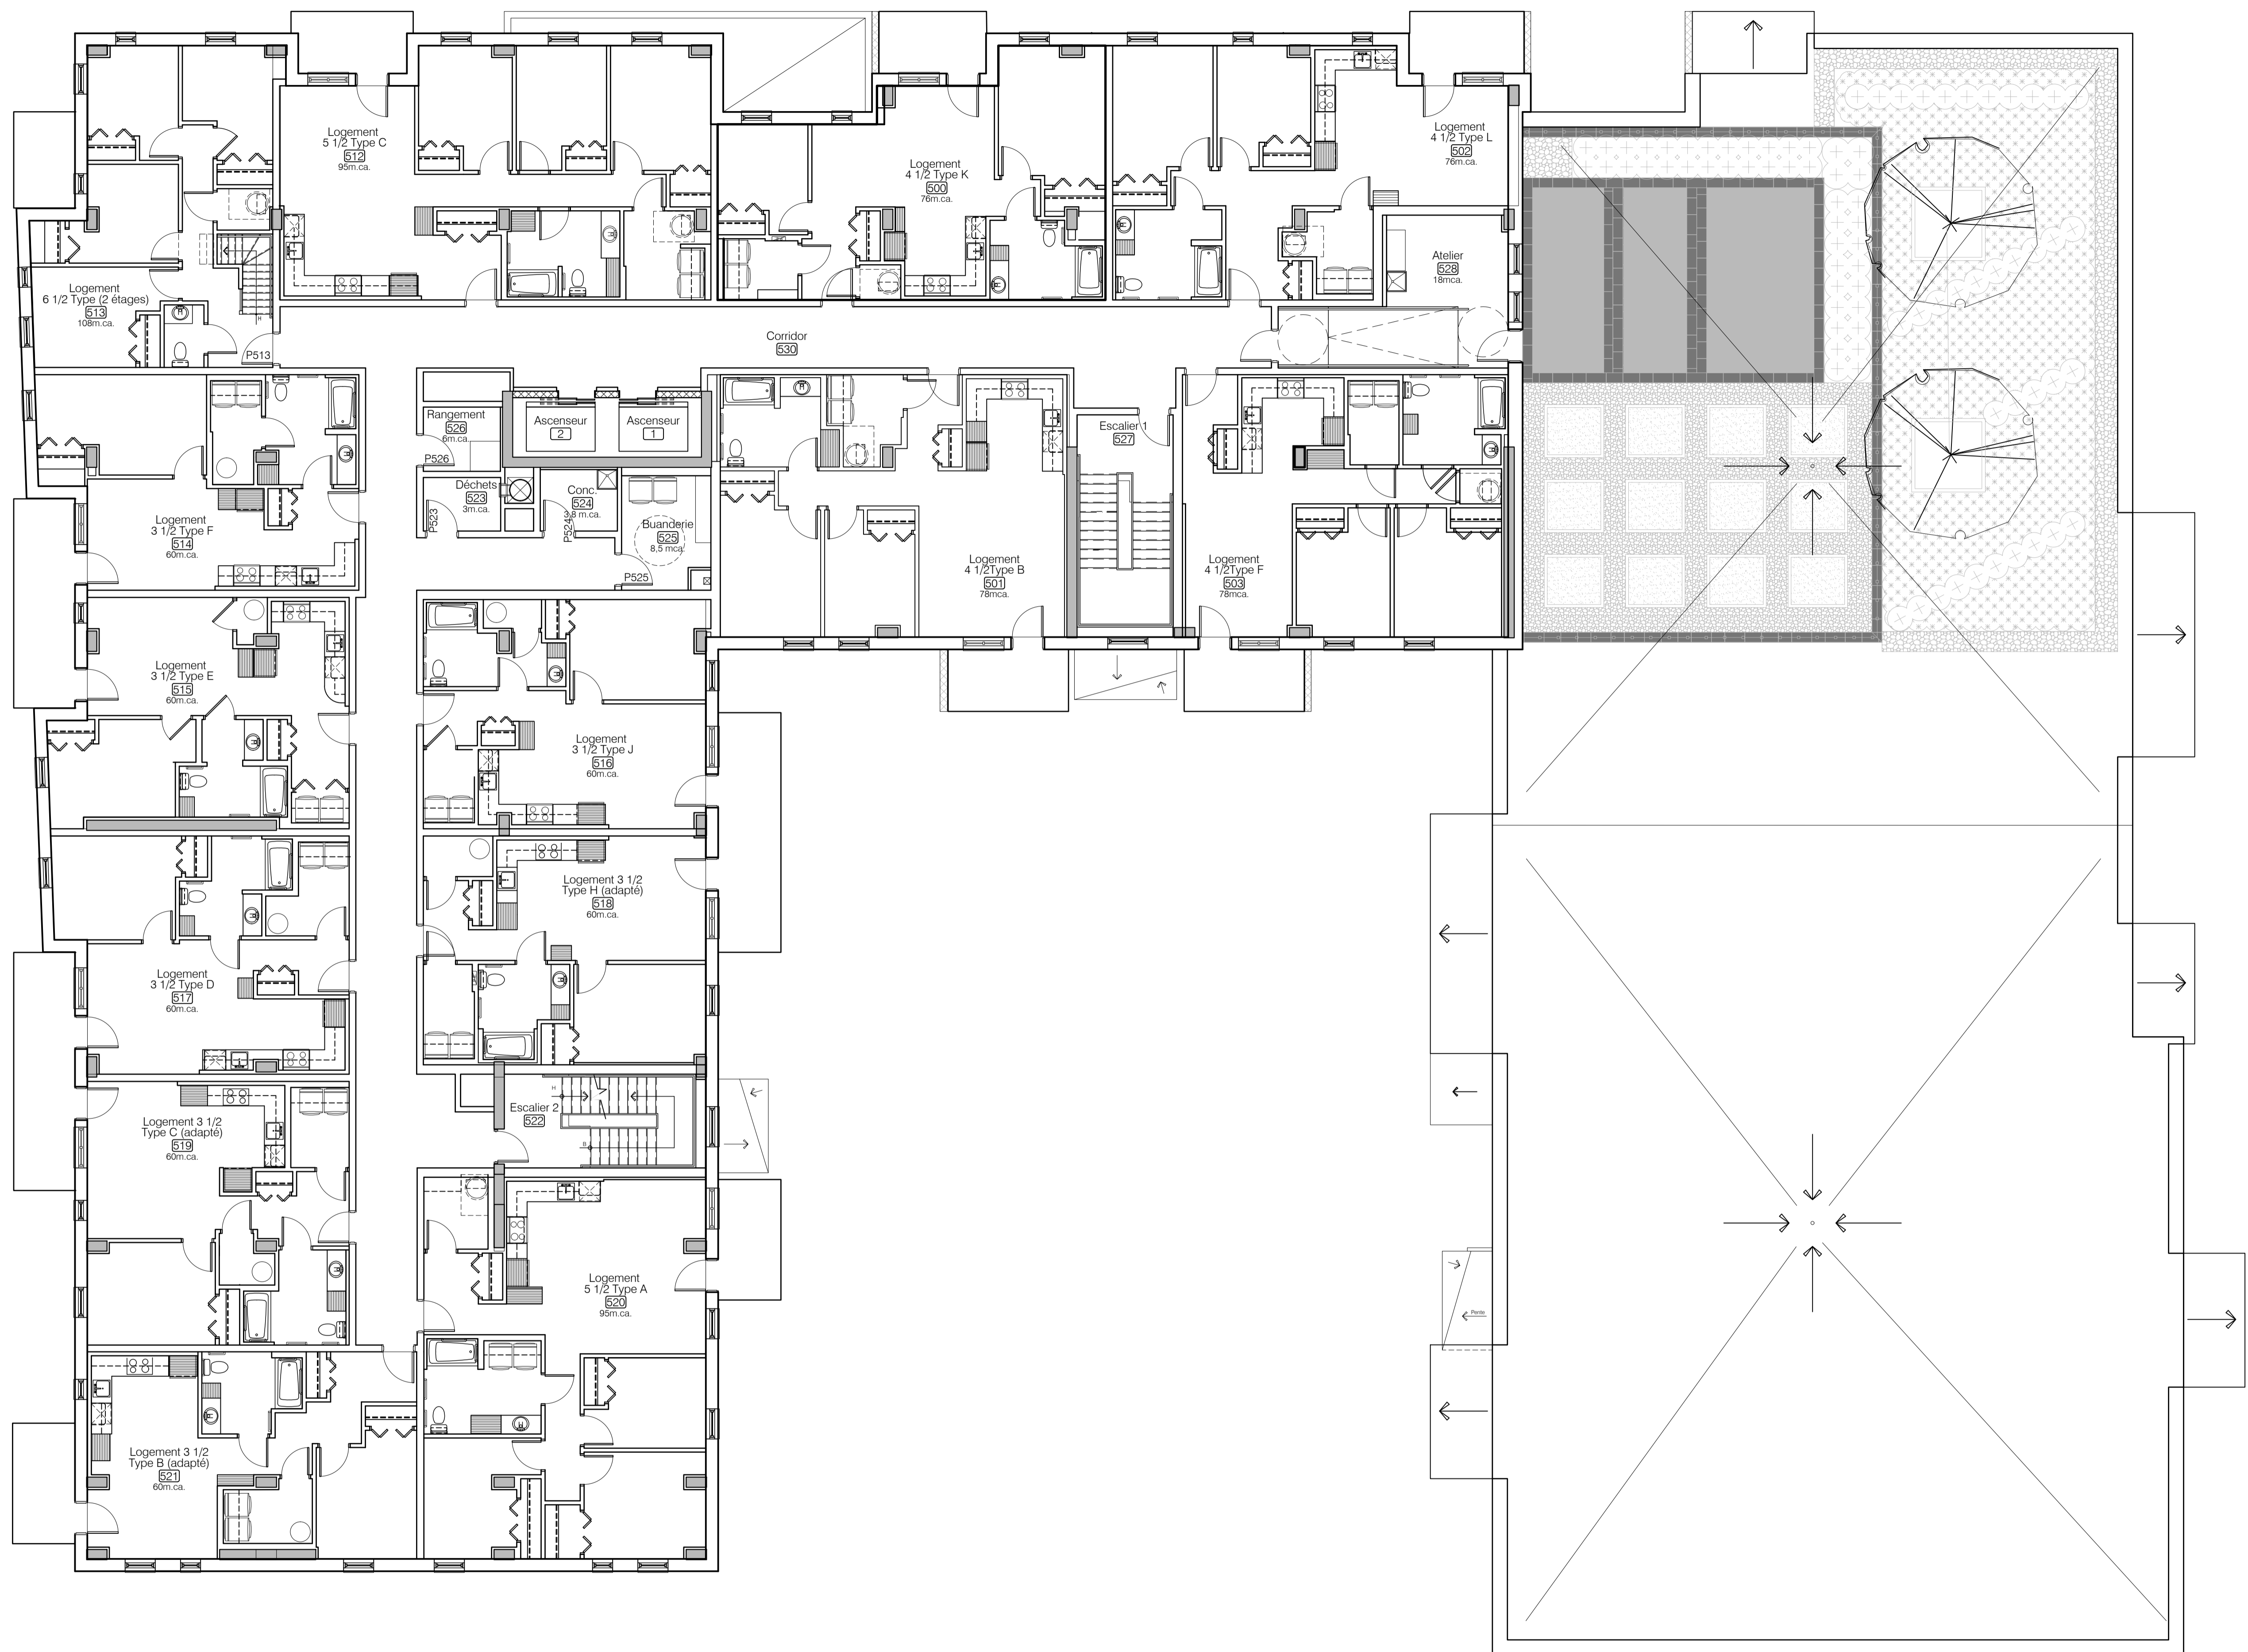 Logement
5 1/2 Type C
512
95m.ca.
Logement
4 1/2 Type K
500
76m.ca.
Logement
4 1/2 Type L
502
76m.ca.
Atelier
528
18mca.
Logement
6 1/2 Type (2 étages)
513
108m.ca.
H
P513
Corridor
530
Rangement
526
6m.ca.
P526
Ascenseur
2
Ascenseur
1
Escalier 1
527
Déchets
523
3m.ca.
P523
Conc.
524
3,8 m.ca.
P524
Buanderie
525
8,5 mca.
P525
Logement
3 1/2 Type F
514
60m.ca.
Logement
4 1/2Type B
501
78mca.
Logement
4 1/2Type F
503
78mca.
Logement
3 1/2 Type E
515
60m.ca.
Logement
3 1/2 Type J
516
60m.ca.
Logement 3 1/2
Type H (adapté)
518
60m.ca.
Logement
3 1/2 Type D
517
60m.ca.
Logement 3 1/2
Type C (adapté)
519
60m.ca.
Escalier 2
522
H
B
Logement
5 1/2 Type A
520
95m.ca.
Pente
Logement 3 1/2
Type B (adapté)
521
60m.ca.